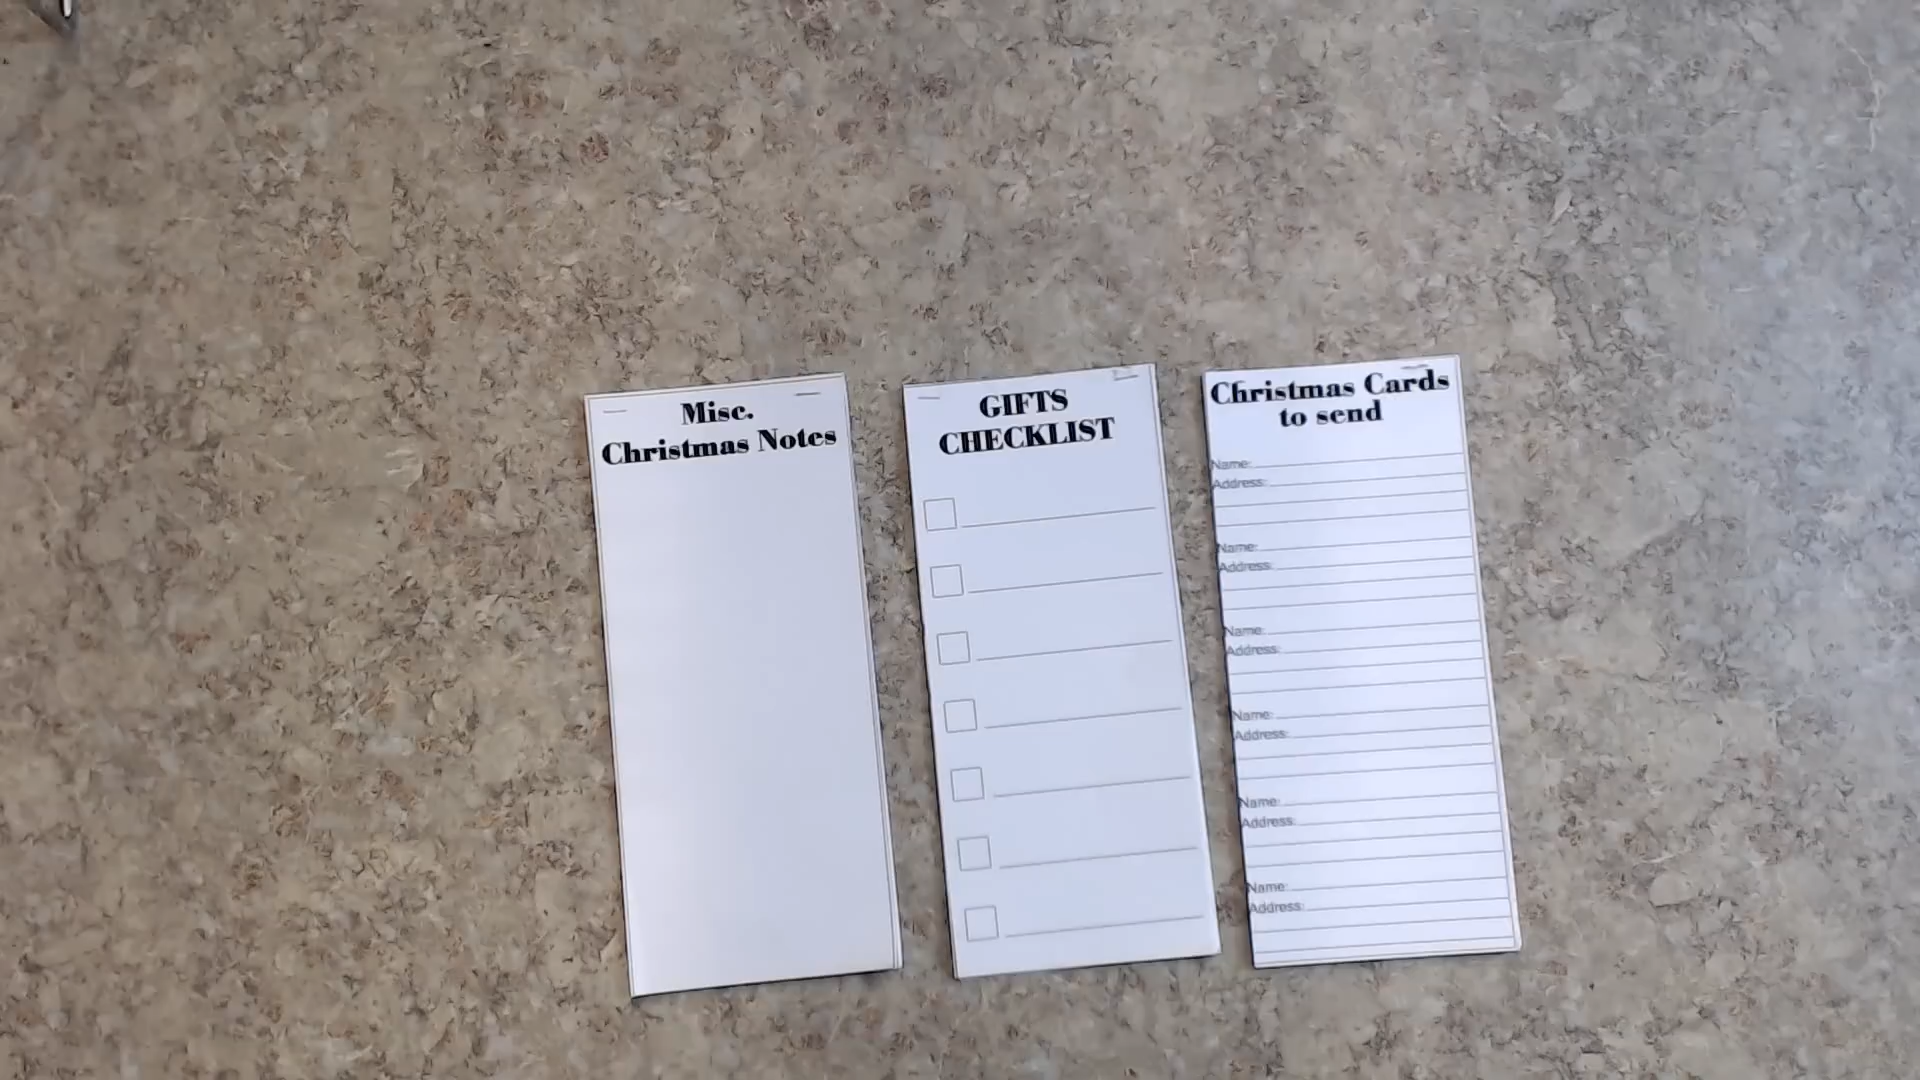 Misc.
Christmas Notes
GIFTS
CHECKLIST
Christmas Cards
to send
Name:
Address:
Name:
Address:
Name:
Address:
Name:
Address:
Name:
Address:
Name:
Address: